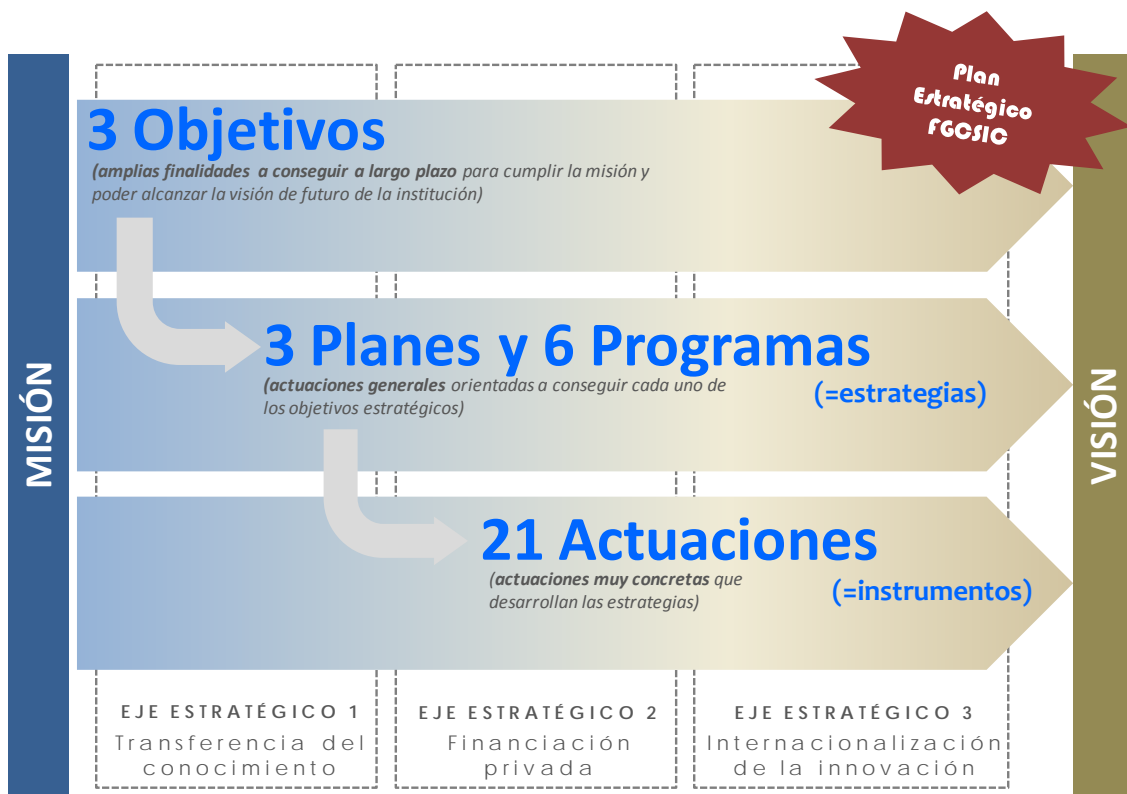 Plan
Estratégico
FGCSIC
MISIÓN
3 Objetivos
(amplias finalidades a conseguir a largo plazo para cumplir la misión y
poder alcanzar la visión de futuro de la institución)
3 Planes y 6 Programas
(actuaciones generales orientadas a conseguir cada uno de
los objetivos estratégicos)
(=estrategias)
21 Actuaciones
(actuaciones muy concretas que
desarrollan las estrategias)
(=instrumentos)
VISIÓN
EJE ESTRATÉGICO 1
Transferencia del
conocimiento
EJE ESTRATÉGICO 2
Financiación
privada
EJE ESTRATÉGICO 3
Internacionalización
de la innovación